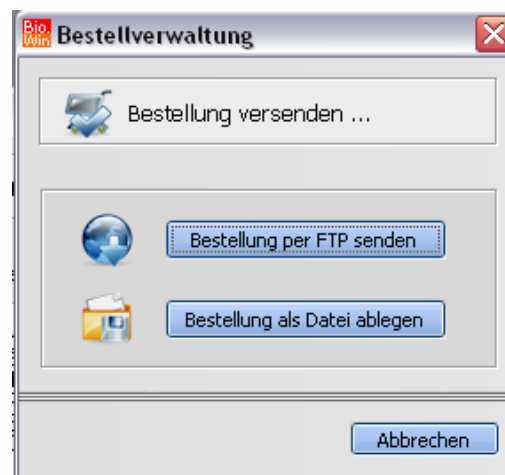 Bio.
Win Bestellverwaltung
Bestellung versenden ...
Bestellung per FTP senden
Bestellung als Datei ablegen
Abbrechen